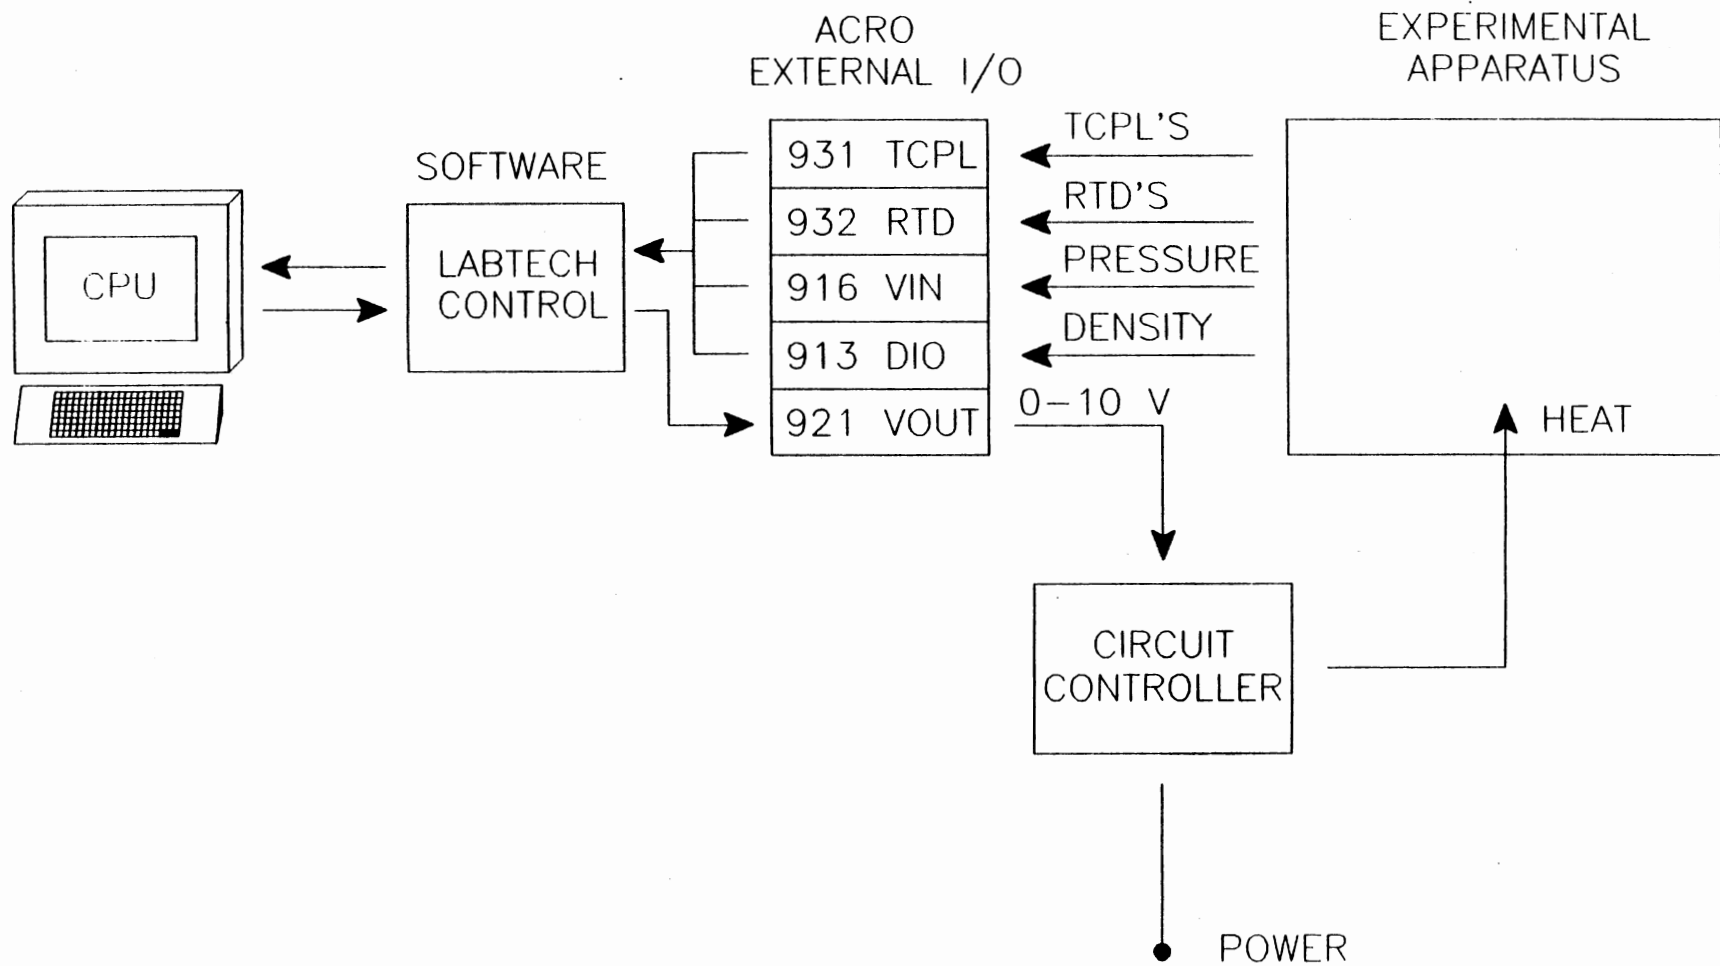 ACRO
EXTERNAL I/O
EXPERIMENTAL
APPARATUS
SOFTWARE
CPU
LABTECH
CONTROL
931 TCPL
932 RTD
916 VIN
913 DIO
921 VOUT
TCPL'S
RTD'S
PRESSURE
DENSITY
0-10 V
HEAT
CIRCUIT
CONTROLLER
POWER